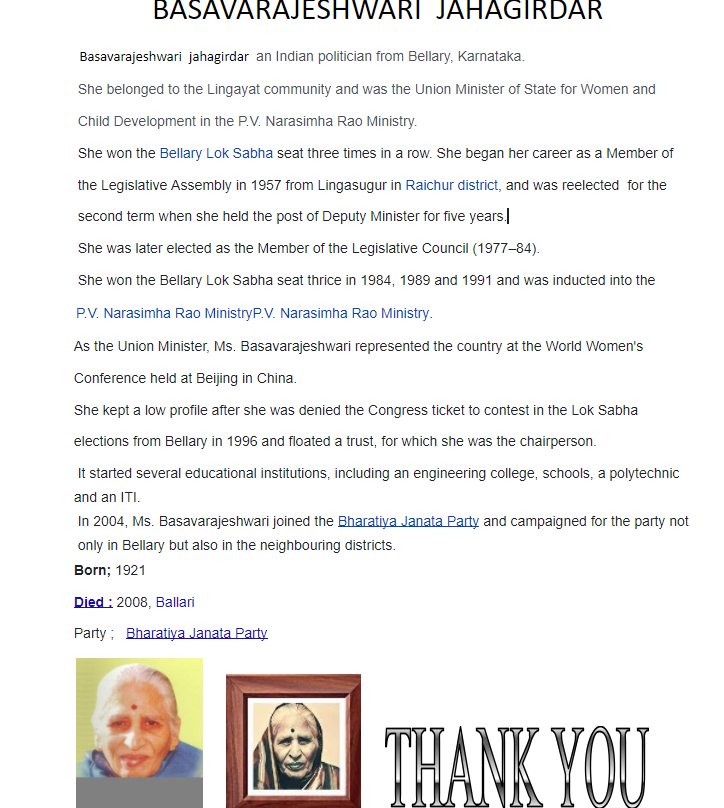 BASAVARAJESHWARI JAHAGIRDAR
Basavarajeshwari jahagirdar an Indian politician from Bellary, Karnataka.
She belonged to the Lingayat community and was the Union Minister of State for Women and
Child Development in the P.V. Narasimha Rao Ministry.
She won the Bellary Lok Sabha seat three times in a row. She began her career as a Member of
the Legislative Assembly in 1957 from Lingasugur in Raichur district, and was reelected for the
second term when she held the post of Deputy Minister for five years.
She was later elected as the Member of the Legislative Council (1977–84).
She won the Bellary Lok Sabha seat thrice in 1984, 1989 and 1991 and was inducted into the
P.V. Narasimha Rao MinistryP.V. Narasimha Rao Ministry.
As the Union Minister, Ms. Basavarajeshwari represented the country at the World Women's
Conference held at Beijing in China.
She kept a low profile after she was denied the Congress ticket to contest in the Lok Sabha
elections from Bellary in 1996 and floated a trust, for which she was the chairperson.
It started several educational institutions, including an engineering college, schools, a polytechnic
and an ITI.
In 2004, Ms. Basavarajeshwari joined the Bharatiya Janata Party and campaigned for the party not
only in Bellary but also in the neighbouring districts.
Born; 1921
Died : 2008, Ballari
Party ; Bharatiya Janata Party
THANK YOU